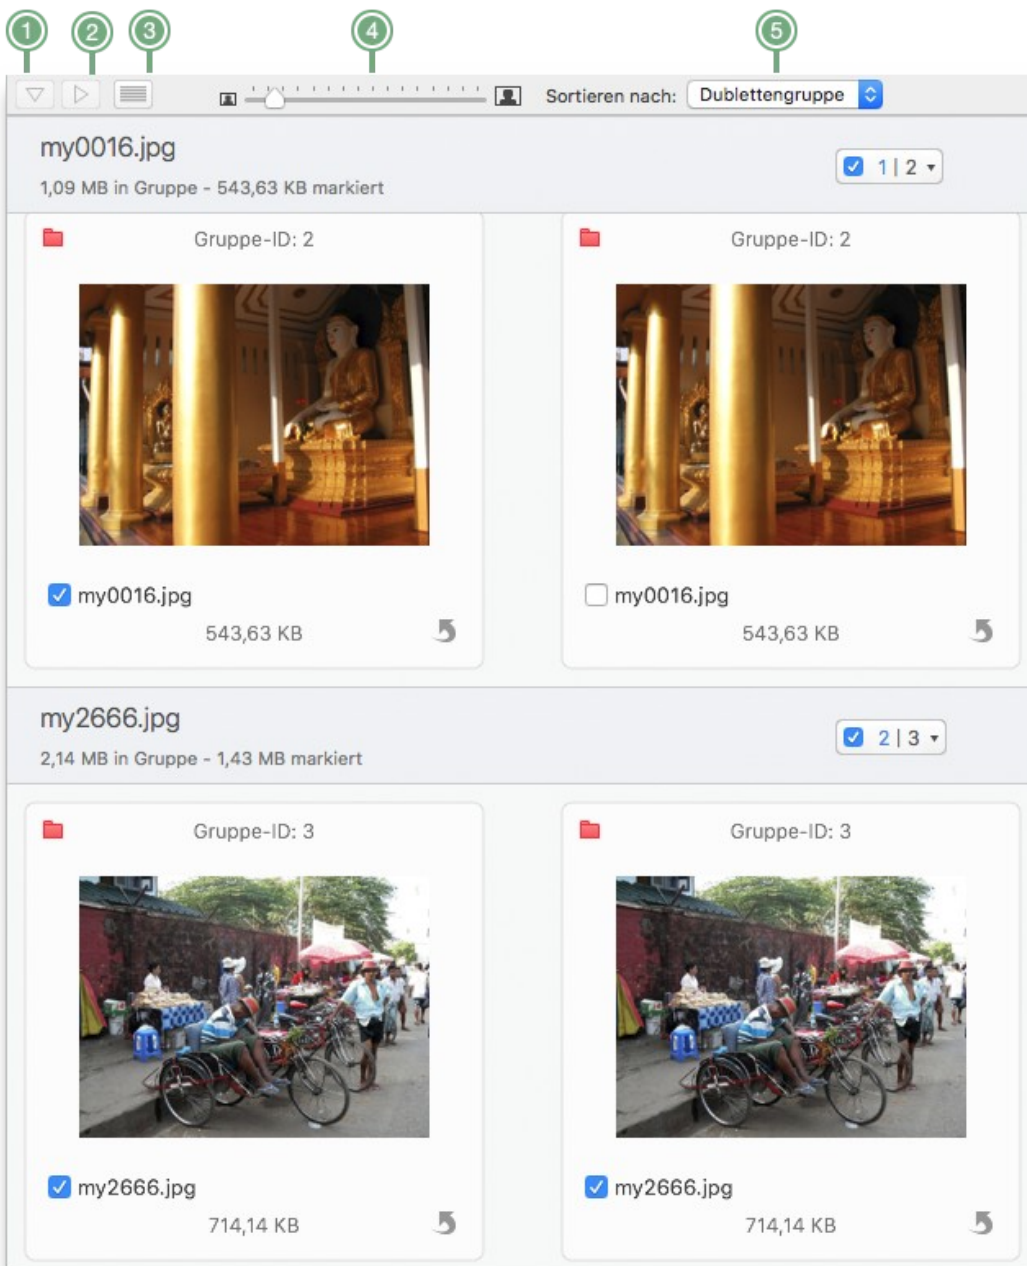 1 2 3 4 5
Sortieren nach: Dublettengruppe
my0016.jpg
1,09 MB in Gruppe - 543,63 KB markiert
1 | 2
Gruppe-ID: 2 Gruppe-ID: 2
my0016.jpg my0016.jpg
543,63 KB 543,63 KB
my2666.jpg
2,14 MB in Gruppe - 1,43 MB markiert
2 | 3
Gruppe-ID: 3 Gruppe-ID: 3
my2666.jpg my2666.jpg
714,14 KB 714,14 KB